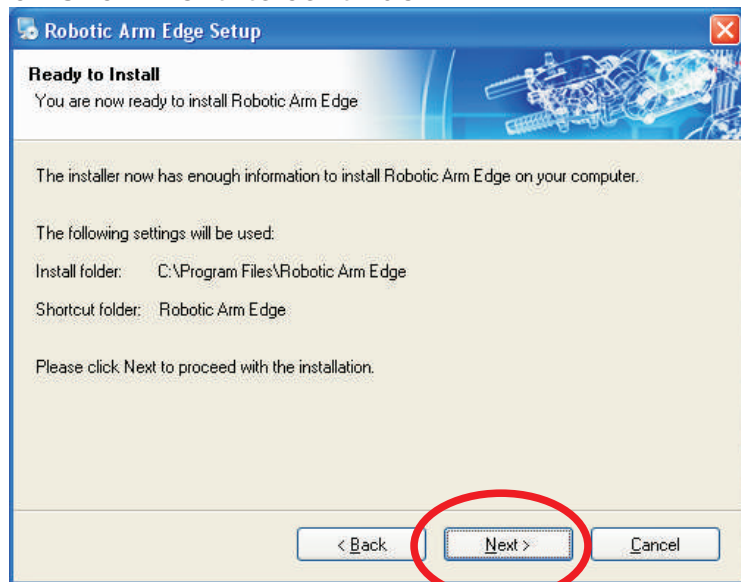 Robotic Arm Edge Setup
Ready to Install
You are now ready to install Robotic Arm Edge
The installer now has enough information to install Robotic Arm Edge on your computer.
The following settings will be used:
Install folder: C:\Program Files\Robotic Arm Edge
Shortcut folder: Robotic Arm Edge
Please click Next to proceed with the installation.
< Back Next > Cancel